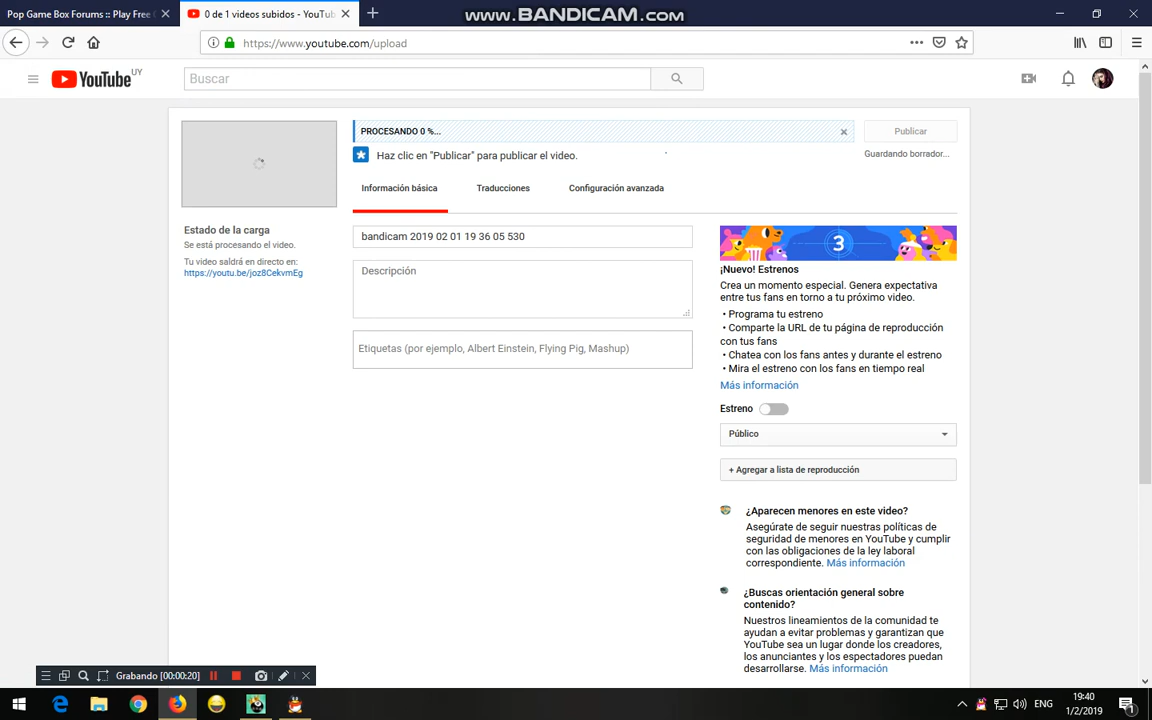 Pop Game Box Forums :: Play Free
0 de 1 videos subidos - YouTub
www.BANDICAM.com
https://www.youtube.com/upload
YouTube UY
Buscar
PROCESANDO 0 %...
Publicar
Haz clic en "Publicar" para publicar el video.
Guardando borrador...
Información básica
Traducciones
Configuración avanzada
Estado de la carga
Se está procesando el video.
Tu video saldrá en directo en:
https://youtu.be/joz8CekvmEg
bandicam 2019 02 01 19 36 05 530
Descripción
Etiquetas (por ejemplo, Albert Einstein, Flying Pig, Mashup)
3
¡Nuevo! Estrenos
Crea un momento especial. Genera expectativa
entre tus fans en torno a tu próximo video.
• Programa tu estreno
• Comparte la URL de tu página de reproducción
con tus fans
• Chatea con los fans antes y durante el estreno
• Mira el estreno con los fans en tiempo real
Más información
Estreno
Público
+ Agregar a lista de reproducción
¿Aparecen menores en este video?
Asegúrate de seguir nuestras políticas de
seguridad de menores en YouTube y cumplir
con las obligaciones de la ley laboral
correspondiente. Más información
¿Buscas orientación general sobre
contenido?
Nuestros lineamientos de la comunidad te
ayudan a evitar problemas y garantizan que
YouTube sea un lugar donde los creadores,
los anunciantes y los espectadores puedan
desarrollarse. Más información
Grabando [00:00:20]
ENG
19:40
1/2/2019
1